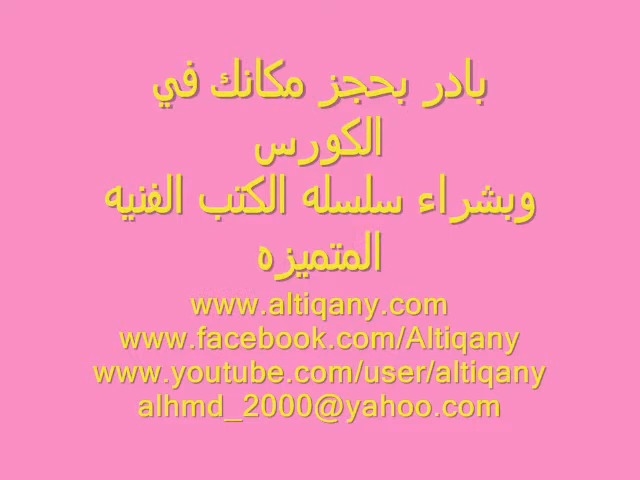 بادر بحجز مكانك في
الكورس
وبشراء سلسله الكتب الفنيه
المتميزه
www.altiqany.com
www.facebook.com/Altiqany
www.youtube.com/user/altiqany
alhmd_2000@yahoo.com